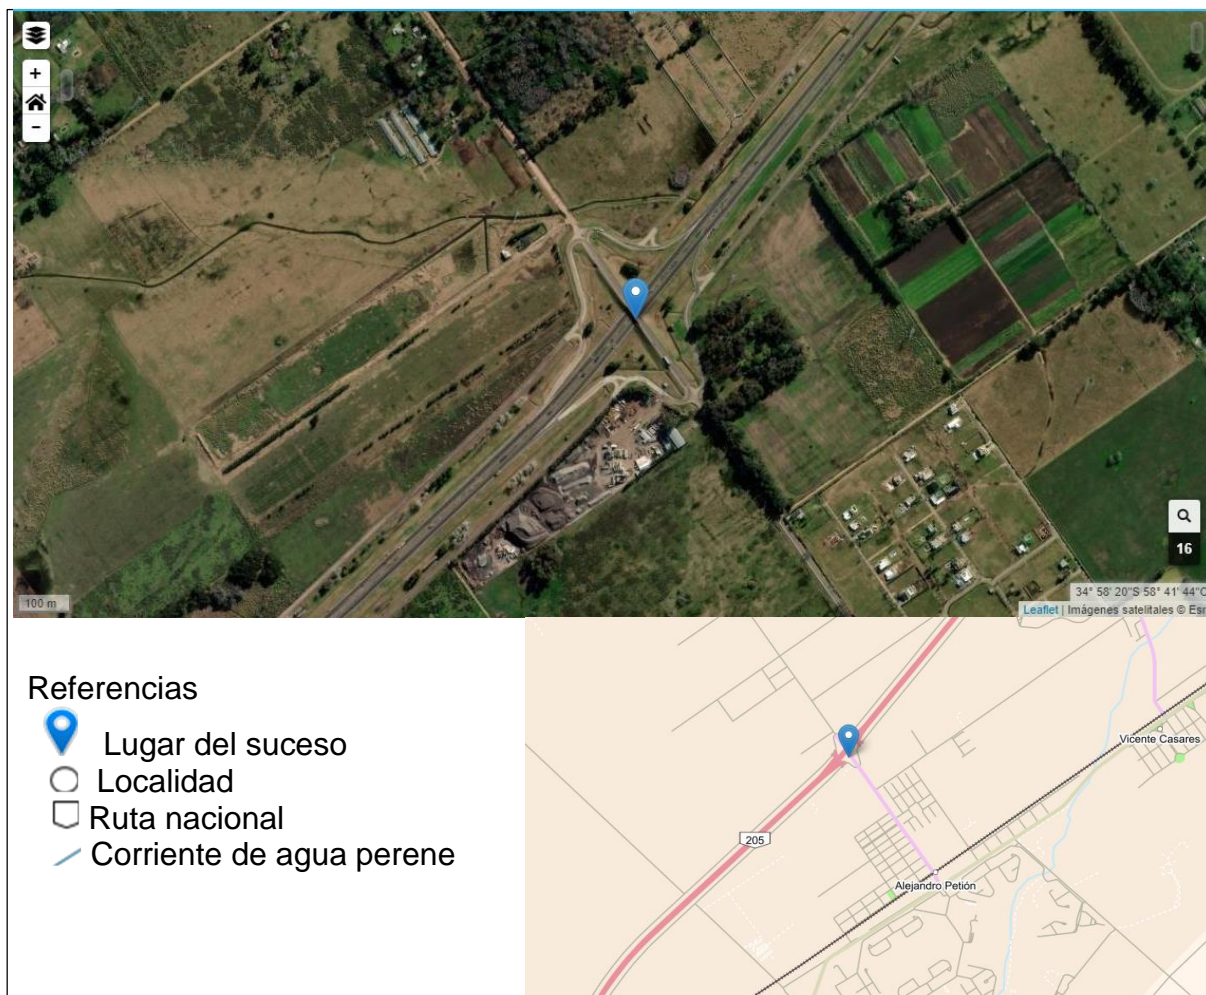 +
−
16
100 m
34° 58' 20"S 58° 41' 44"O
Leaflet | Imágenes satelitales © Esr
Referencias
Lugar del suceso
Localidad
Ruta nacional
Corriente de agua perene
Vicente Casares
205
Alejandro Petión